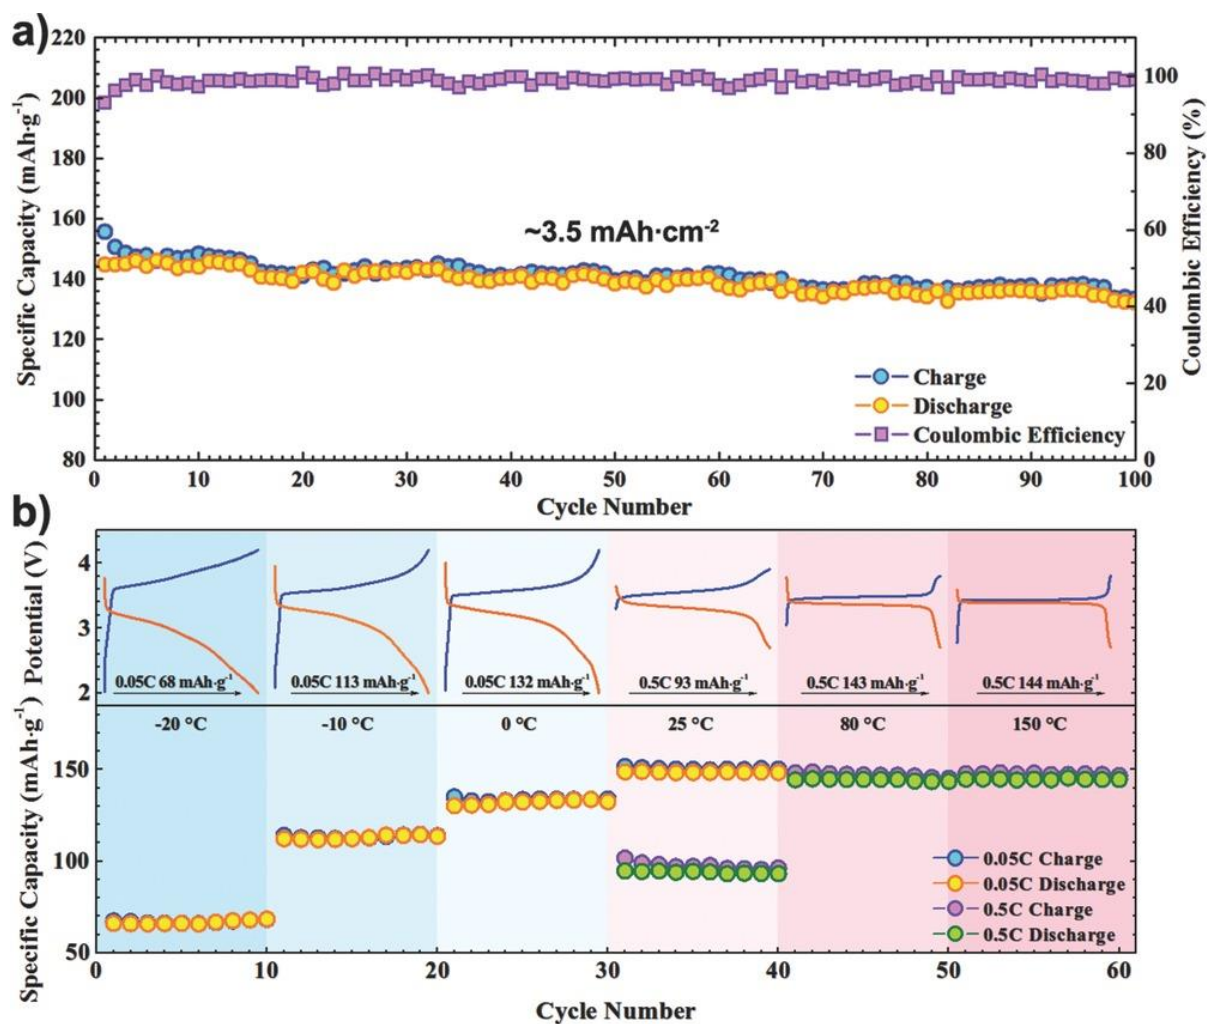 a)
220
200
180
160
140
120
100
80
Specific Capacity (mAh·g⁻¹)
100
80
60
40
20
0
Coulombic Efficiency (%)
~3.5 mAh·cm⁻²
Charge
Discharge
Coulombic Efficiency
0 10 20 30 40 50 60 70 80 90 100
Cycle Number
b)
Potential (V)
4
3
2
0.05C 68 mAh·g⁻¹
0.05C 113 mAh·g⁻¹
0.05C 132 mAh·g⁻¹
0.5C 93 mAh·g⁻¹
0.5C 143 mAh·g⁻¹
0.5C 144 mAh·g⁻¹
-20 °C
-10 °C
0 °C
25 °C
80 °C
150 °C
Specific Capacity (mAh·g⁻¹)
150
100
50
0.05C Charge
0.05C Discharge
0.5C Charge
0.5C Discharge
0 10 20 30 40 50 60
Cycle Number